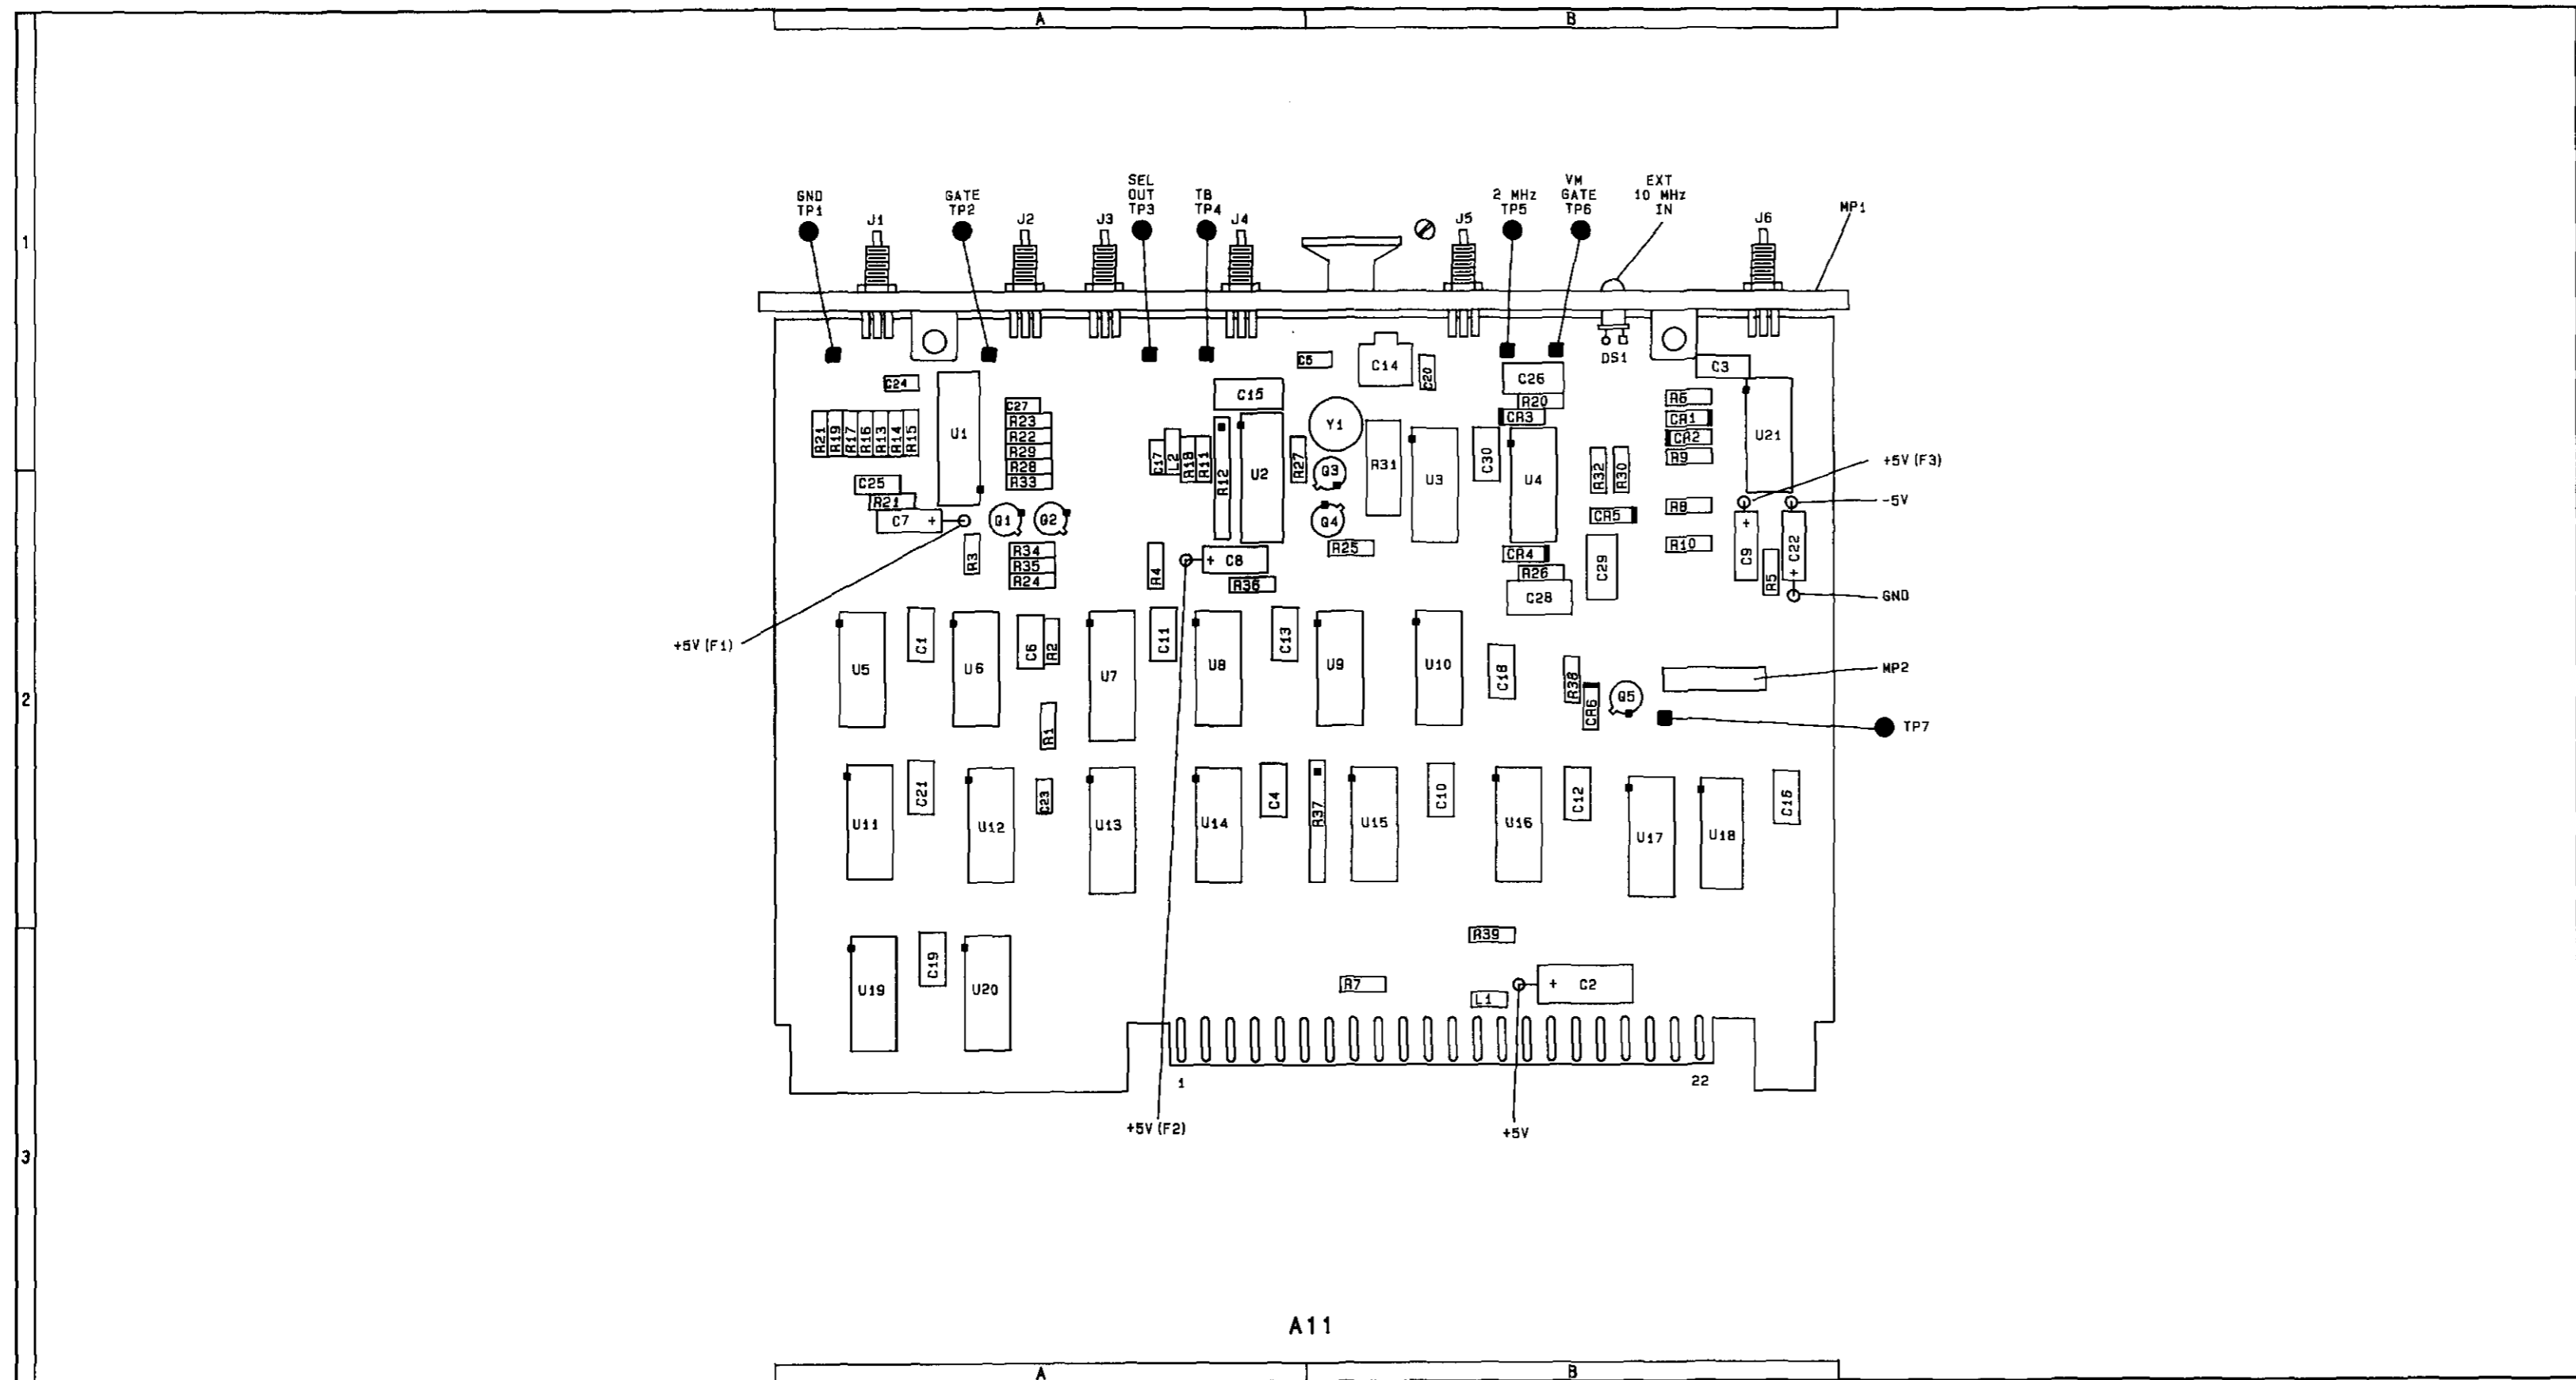 A B
1
GND
TP1
J1
GATE
TP2
J2
J3
SEL
OUT
TP3
TB
TP4
J4
J5
2 MHz
TP5
VM
GATE
TP6
EXT
10 MHz
IN
J6
MP1
DS1
C5
C14
C20
C26
C3
C24
C15
R20
R6
C27
CR3
CR1
R21
R19
R17
R16
R13
R14
R15
U1
R23
R22
R29
R28
R33
C17
L2
R18
R11
R12
U2
R27
Y1
Q3
R31
U3
C30
U4
R32
R30
CR2
R9
U21
+5V (F3)
C25
R21
C7 +
Q1
Q2
Q4
CR5
R8
-5V
R3
R34
R35
R24
R4
+ C8
R36
R25
CR4
R26
C28
C29
R10
+ C9
R5
+ C22
GND
+5V (F1)
2
U5
C1
U6
C6
R2
U7
C11
U8
C13
U9
U10
C18
R38
CR6
Q5
MP2
TP7
R1
U11
C21
U12
C23
U13
U14
C4
R37
U15
C10
U16
C12
U17
U18
C16
U19
C19
U20
R39
R7
L1
+ C2
1
22
+5V (F2)
+5V
3
A11
A B